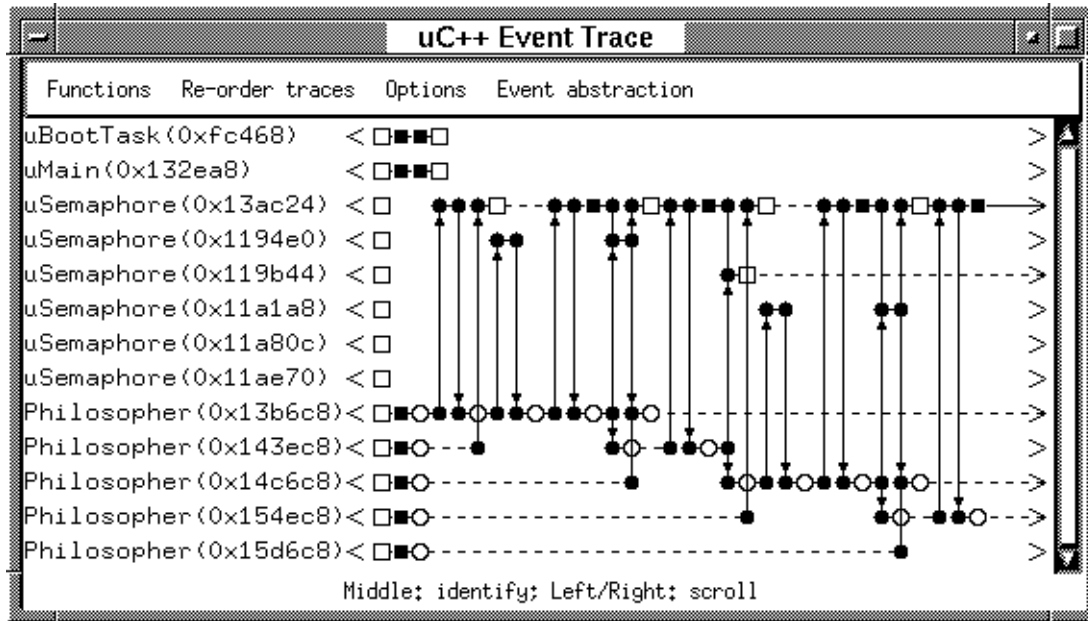 uC++ Event Trace
Functions Re-order traces Options Event abstraction
uBootTask(0xfc468) <
uMain(0x132ea8) <
uSemaphore(0x13ac24) <
uSemaphore(0x1194e0) <
uSemaphore(0x119b44) <
uSemaphore(0x11a1a8) <
uSemaphore(0x11a80c) <
uSemaphore(0x11ae70) <
Philosopher(0x13b6c8)<
Philosopher(0x143ec8)<
Philosopher(0x14c6c8)<
Philosopher(0x154ec8)<
Philosopher(0x15d6c8)<
Middle: identify; Left/Right: scroll